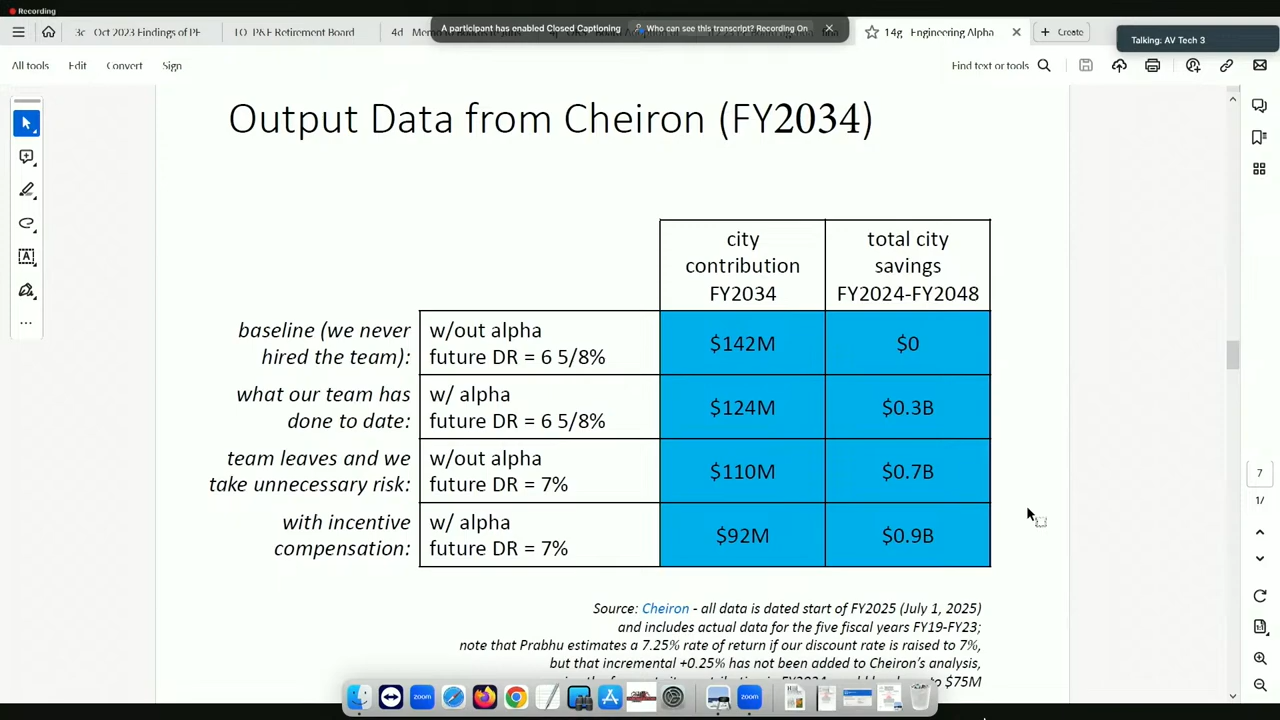 Recording
A participant has enabled Closed Captioning
Who can see this transcript? Recording On
3c Oct 2023 Findings of PF
TO P&F Retirement Board
4d
14g Engineering Alpha
Create
Talking: AV Tech 3
All tools
Edit
Convert
Sign
Find text or tools
Output Data from Cheiron (FY2034)
city
contribution
FY2034
total city
savings
FY2024-FY2048
baseline (we never
hired the team):
w/out alpha
future DR = 6 5/8%
$142M
$0
what our team has
done to date:
w/ alpha
future DR = 6 5/8%
$124M
$0.3B
team leaves and we
take unnecessary risk:
w/out alpha
future DR = 7%
$110M
$0.7B
with incentive
compensation:
w/ alpha
future DR = 7%
$92M
$0.9B
Source: Cheiron - all data is dated start of FY2025 (July 1, 2025)
and includes actual data for the five fiscal years FY19-FY23;
note that Prabhu estimates a 7.25% rate of return if our discount rate is raised to 7%,
but that incremental +0.25% has not been added to Cheiron's analysis,
$75M
7
zoom
zoom